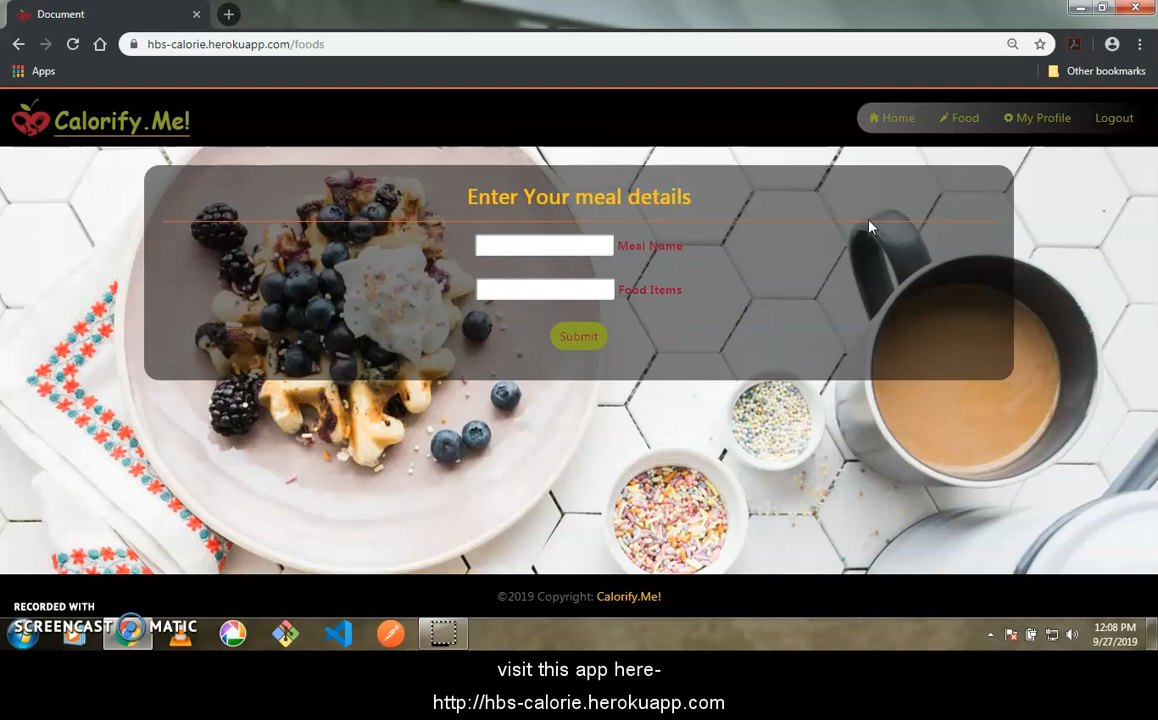 Document
hbs-calorie.herokuapp.com/foods
Apps
Other bookmarks
Calorify.Me!
Home
Food
My Profile
Logout
Enter Your meal details
Meal Name
Food Items
Submit
©2019 Copyright: Calorify.Me!
RECORDED WITH
SCREENCAST MATIC
12:08 PM
9/27/2019
visit this app here-
http://hbs-calorie.herokuapp.com